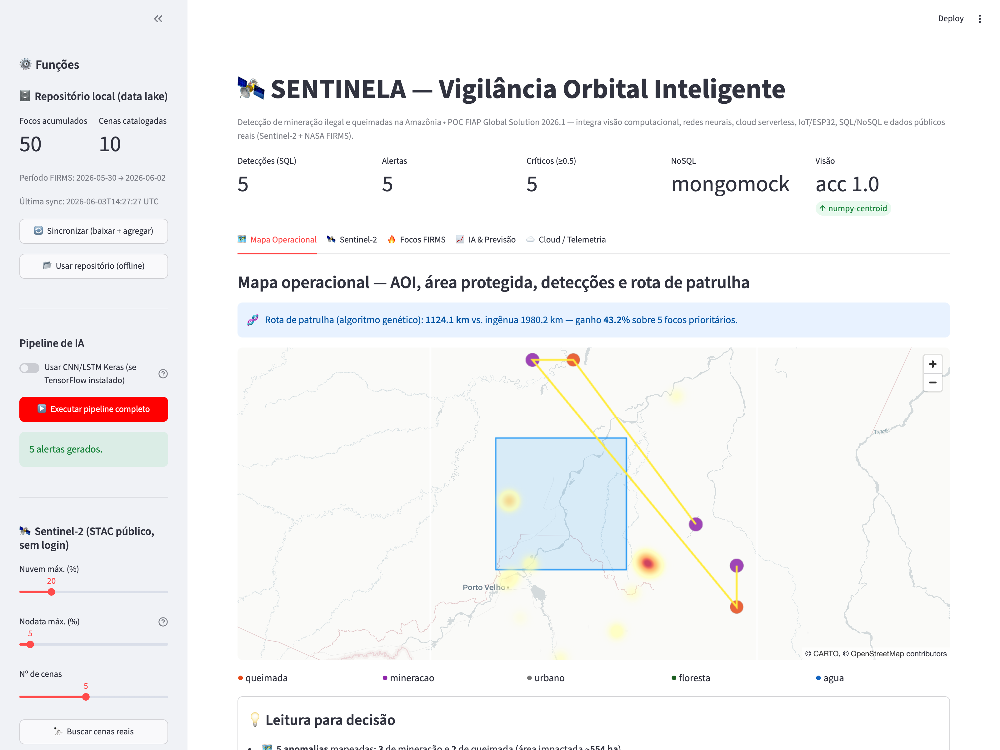 Deploy
Funções
Repositório local (data lake)
Focos acumulados
Cenas catalogadas
50
10
Período FIRMS: 2026-05-30 → 2026-06-02
Última sync: 2026-06-03T14:27:27 UTC
Sincronizar (baixar + agregar)
Usar repositório (offline)
Pipeline de IA
Usar CNN/LSTM Keras (se
TensorFlow instalado)
Executar pipeline completo
5 alertas gerados.
Sentinel-2 (STAC público,
sem login)
Nuvem máx. (%)
20
Nodata máx. (%)
5
Nº de cenas
5
Buscar cenas reais
SENTINELA — Vigilância Orbital Inteligente
Detecção de mineração ilegal e queimadas na Amazônia • POC FIAP Global Solution 2026.1 — integra visão computacional, redes neurais, cloud serverless, IoT/ESP32, SQL/NoSQL e dados públicos
reais (Sentinel-2 + NASA FIRMS).
Detecções (SQL)
5
Alertas
5
Críticos (≥0.5)
5
NoSQL
mongomock
Visão
acc 1.0
↑ numpy-centroid
Mapa Operacional
Sentinel-2
Focos FIRMS
IA & Previsão
Cloud / Telemetria
Mapa operacional — AOI, área protegida, detecções e rota de patrulha
Rota de patrulha (algoritmo genético): 1124.1 km vs. ingênua 1980.2 km — ganho 43.2% sobre 5 focos prioritários.
Tapajós
Porto Velho
© CARTO, © OpenStreetMap contributors
queimada
mineracao
urbano
floresta
agua
Leitura para decisão
5 anomalias mapeadas: 3 de mineração e 2 de queimada (área impactada ~554 ha)